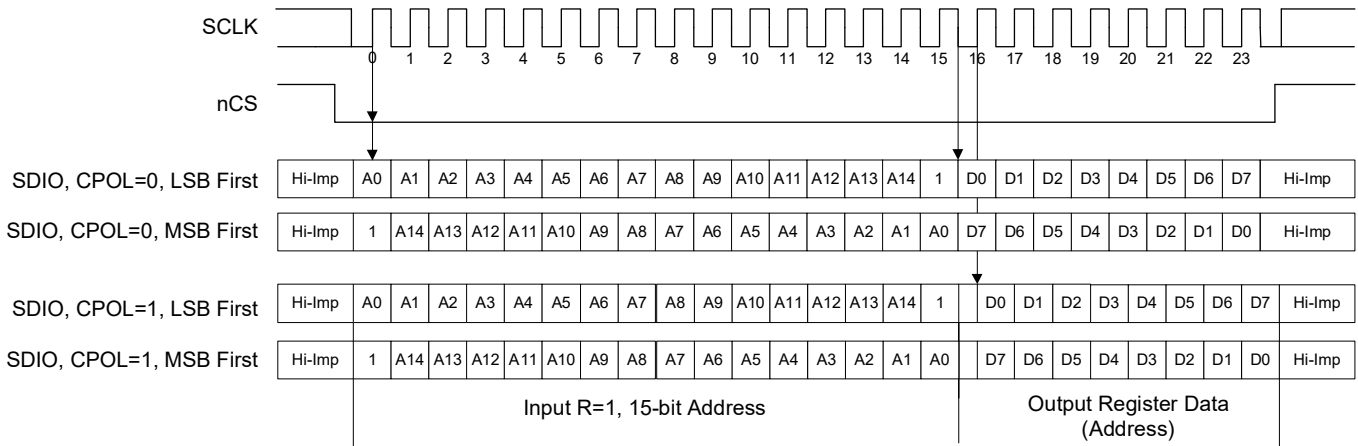 SCLK
0 1 2 3 4 5 6 7 8 9 10 11 12 13 14 15 16 17 18 19 20 21 22 23
nCS
SDIO, CPOL=0, LSB First Hi-Imp A0 A1 A2 A3 A4 A5 A6 A7 A8 A9 A10 A11 A12 A13 A14 1 D0 D1 D2 D3 D4 D5 D6 D7 Hi-Imp
SDIO, CPOL=0, MSB First Hi-Imp 1 A14 A13 A12 A11 A10 A9 A8 A7 A6 A5 A4 A3 A2 A1 A0 D7 D6 D5 D4 D3 D2 D1 D0 Hi-Imp
SDIO, CPOL=1, LSB First Hi-Imp A0 A1 A2 A3 A4 A5 A6 A7 A8 A9 A10 A11 A12 A13 A14 1 D0 D1 D2 D3 D4 D5 D6 D7 Hi-Imp
SDIO, CPOL=1, MSB First Hi-Imp 1 A14 A13 A12 A11 A10 A9 A8 A7 A6 A5 A4 A3 A2 A1 A0 D7 D6 D5 D4 D3 D2 D1 D0 Hi-Imp
Input R=1, 15-bit Address
Output Register Data
(Address)